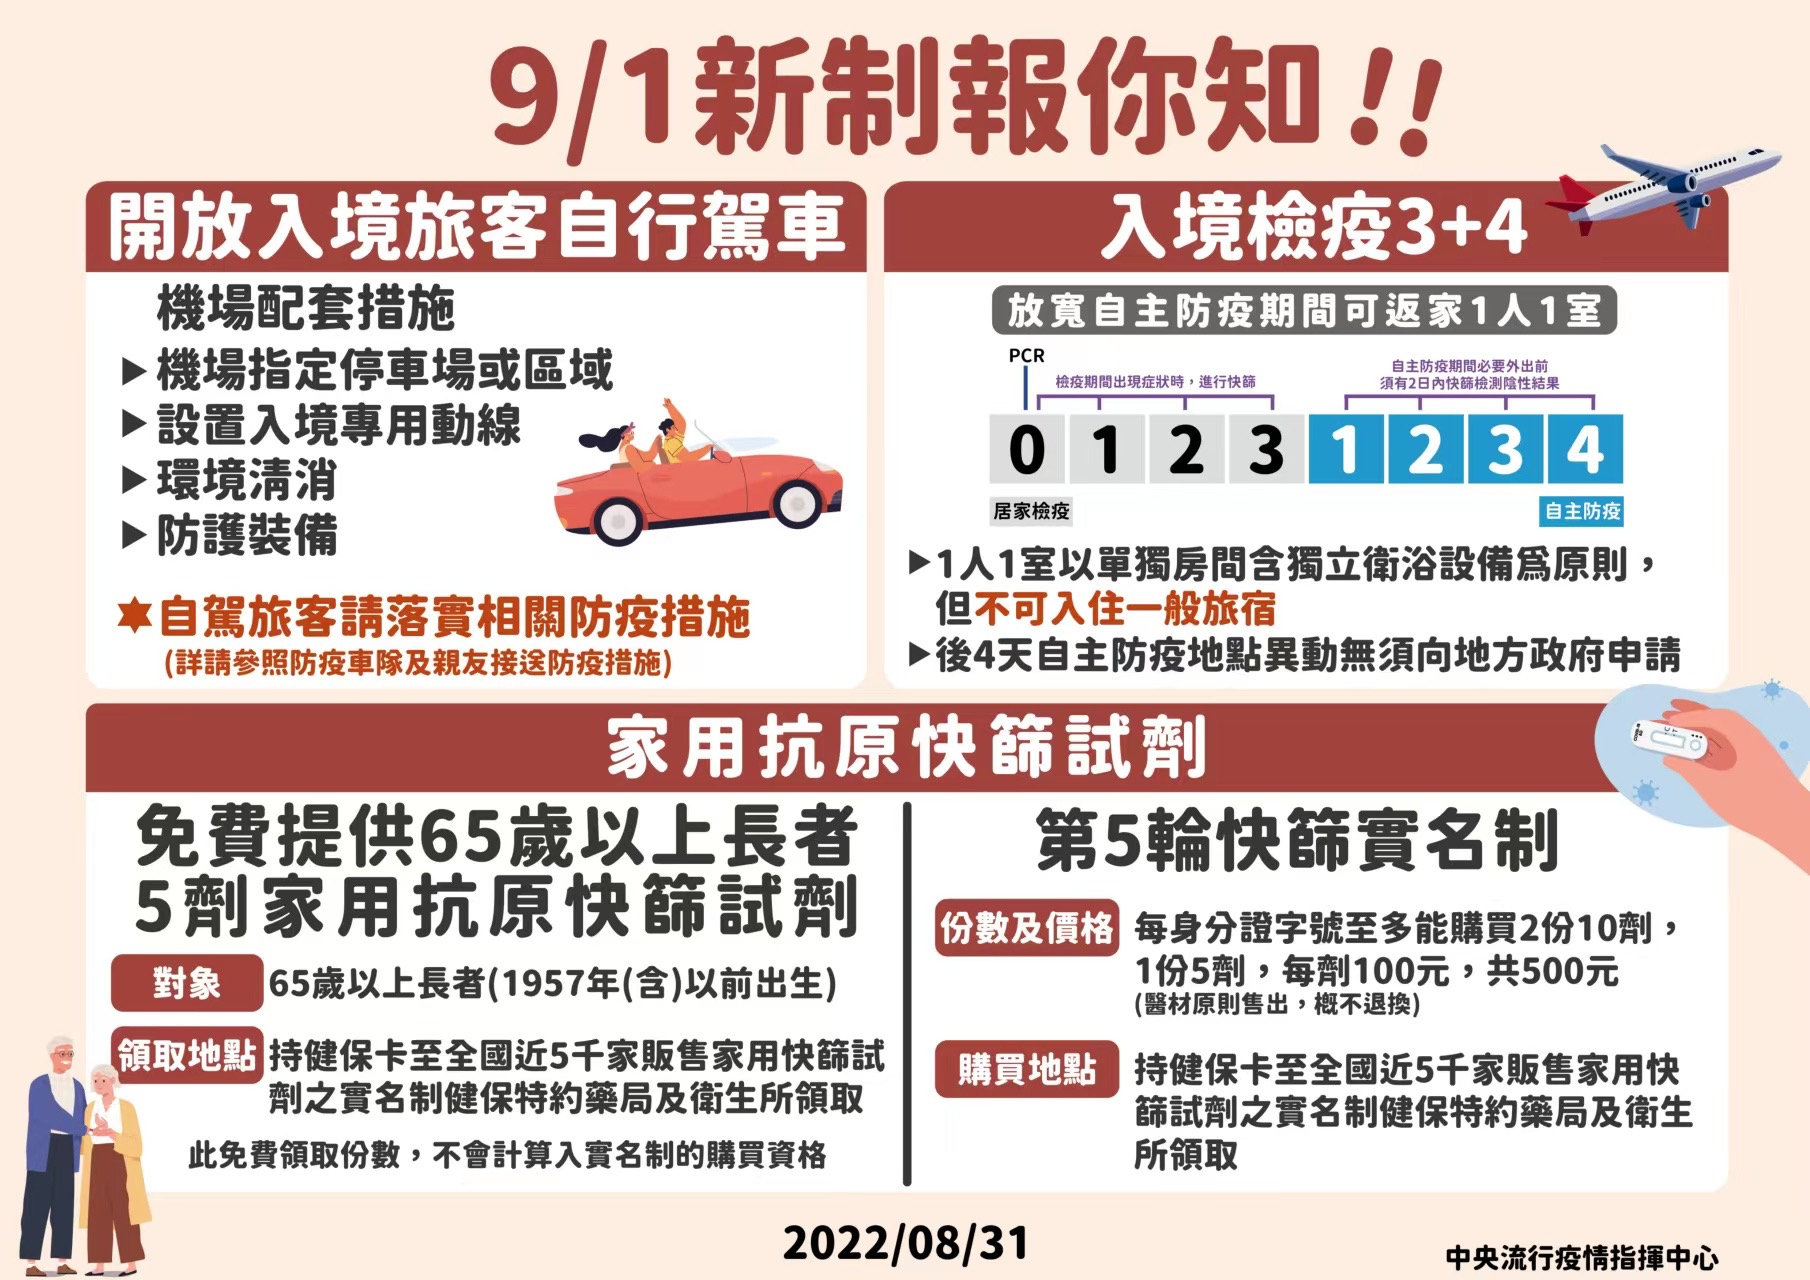 9/1新制報你知!!
開放入境旅客自行駕車
機場配套措施
▶機場指定停車場或區域
▶設置入境專用動線
▶環境清消
▶防護裝備
✶自駕旅客請落實相關防疫措施
(詳請參照防疫車隊及親友接送防疫措施)
入境檢疫3+4
放寬自主防疫期間可返家1人1室
PCR
檢疫期間出現症狀時，進行快篩
自主防疫期間必要外出前
須有2日內快篩檢測陰性結果
0 1 2 3 1 2 3 4
居家檢疫
自主防疫
▶1人1室以單獨房間含獨立衛浴設備為原則，
但不可入住一般旅宿
▶後4天自主防疫地點異動無須向地方政府申請
家用抗原快篩試劑
免費提供65歲以上長者
5劑家用抗原快篩試劑
對象
65歲以上長者(1957年(含)以前出生)
領取地點
持健保卡至全國近5千家販售家用快篩試
劑之實名制健保特約藥局及衛生所領取
此免費領取份數，不會計算入實名制的購買資格
第5輪快篩實名制
份數及價格
每身分證字號至多能購買2份10劑，
1份5劑，每劑100元，共500元
(醫材原則售出，概不退換)
購買地點
持健保卡至全國近5千家販售家用快
篩試劑之實名制健保特約藥局及衛生
所領取
2022/08/31
中央流行疫情指揮中心